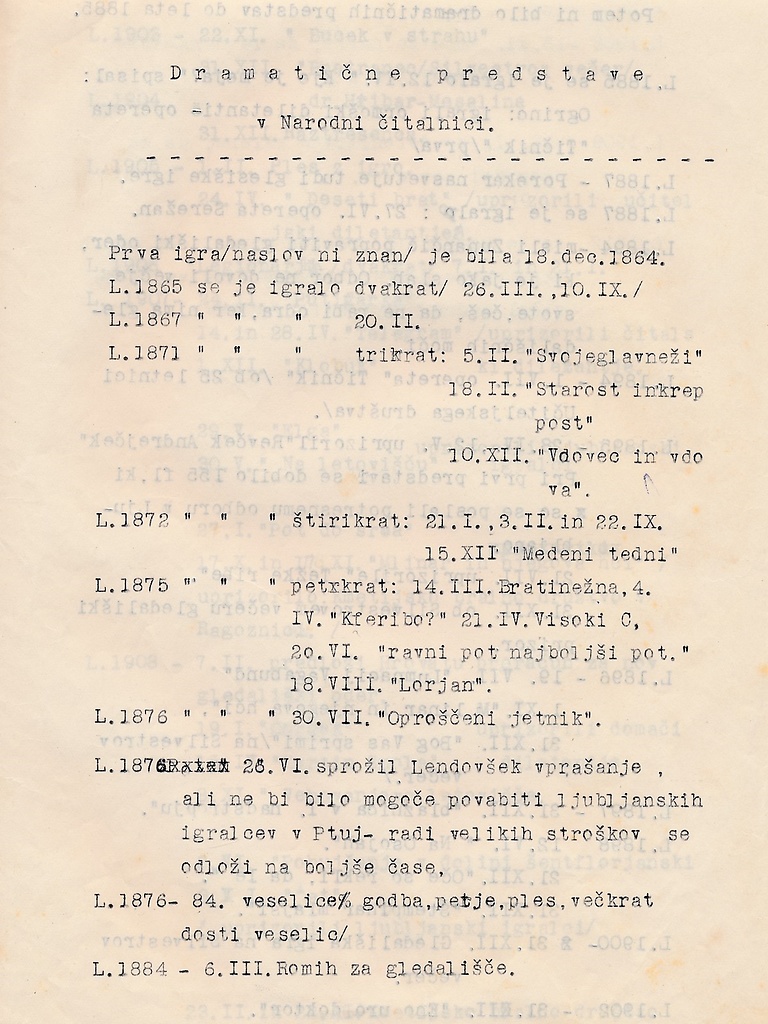 D r a m a t i č n e   p r e d s t a v e
v Narodni čitalnici.
- - - - - - - - - - - - - - - - - - - - - - - - - -
Prva igra/naslov ni znan/ je bila 18.dec.1864.
L.1865 se je igralo dvakrat/ 26.III.,10.IX./
L.1867 " " " 20.II.
L.1871 " " " trikrat: 5.II."Svojeglavneži"
18.II."Starost inkrep
post"
10.XII."Vdovec in vdo
va".
L.1872 " " " štirikrat: 21.I.,3.II.in 22.IX.
15.XII "Medeni tedni"
L.1875 " " " petxkrat: 14.III.Bratinežna,4.
IV."Kferibo?" 21.IV.Visoki C,
20.VI. "ravni pot najboljši pot."
18.VIII."Lorjan".
L.1876 " " " 30.VII."Oproščeni jetnik".
L.1876 26.VI.sprožil Lendovšek vprašanje ,
ali ne bi bilo mogoče povabiti ljubljanskih
igralcev v Ptuj- radi velikih stroškov se
odloži na boljše čase,
L.1876- 84. veselice% godba,petje,ples,večkrat
dosti veselic/
L.1884 - 6.III.Romih za gledališče.